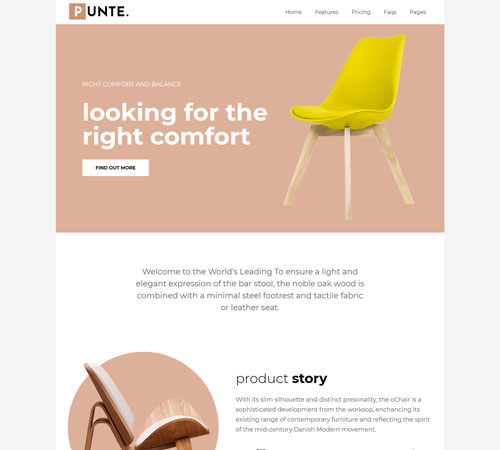 PUNTE.
Home Features Pricing Faqs Pages
RIGHT COMFORT AND BALANCE
looking for the
right comfort
FIND OUT MORE
Welcome to the World's Leading To ensure a light and
elegant expression of the bar stool, the noble oak wood is
combined with a minimal steel footrest and tactile fabric
or leather seat.
product story
With its slim silhouette and distinct presonality, the oChair is a
sophisticated development from the worksop, enchancing its
existing range of contemporary furniture and reflecting the spirit
of the mid-century Danish Modern movement.